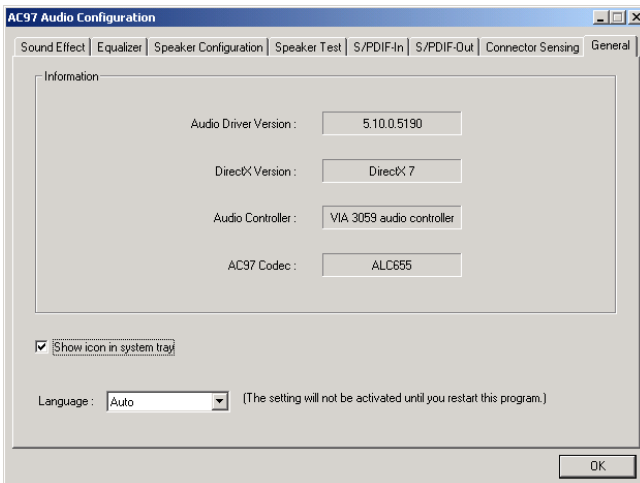 AC97 Audio Configuration
Sound Effect Equalizer Speaker Configuration Speaker Test S/PDIF-In S/PDIF-Out Connector Sensing General
Information
Audio Driver Version : 5.10.0.5190
DirectX Version : DirectX 7
Audio Controller : VIA 3059 audio controller
AC97 Codec : ALC655
Show icon in system tray
Language : Auto (The setting will not be activated until you restart this program.)
OK